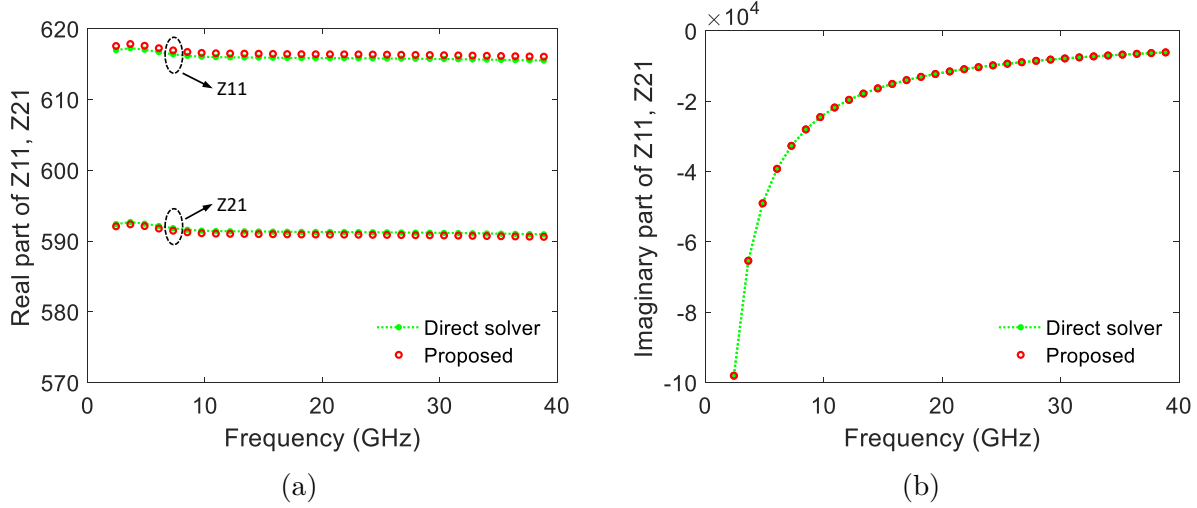 620
610
600
590
580
570
0
10
20
30
40
Real part of Z11, Z21
Frequency (GHz)
Z11
Z21
Direct solver
Proposed
(a)
×10⁴
0
-2
-4
-6
-8
-10
0
10
20
30
40
Imaginary part of Z11, Z21
Frequency (GHz)
Direct solver
Proposed
(b)